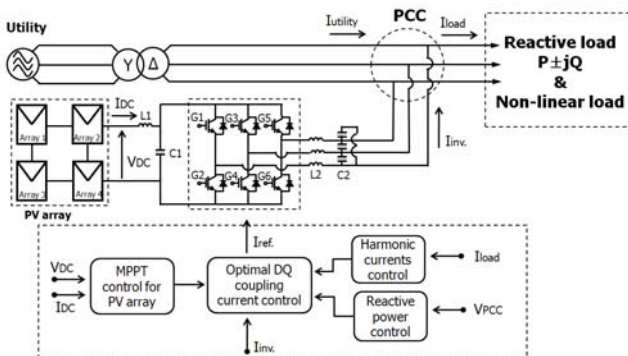 Utility
PCC
Iutility
Iload
Y Δ
Reactive load
P±jQ
&
Non-linear load
IDC
L1
G1 G3 G5
Iinv.
Array 1
Array 2
VDC
C1
L2 C2
G2 G4 G6
Array 3
Array 4
PV array
Iref.
VDC
IDC
MPPT
control for
PV array
Optimal DQ
coupling
current control
Harmonic
currents
control
Iload
Reactive
power
control
VPCC
Iinv.